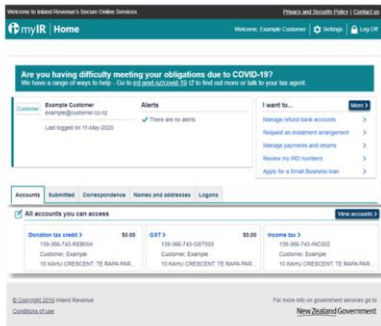 Welcome to Inland Revenue's Secure Online Services
Privacy and Security Policy | Contact us
myIR Home
Welcome, Example Customer
Settings
Log Off
Are you having difficulty meeting your obligations due to COVID-19?
We have a range of ways to help - Go to ird.govt.nz/covid-19 to find out more or talk to your tax agent.
Customer
Example Customer
example@customer.co.nz
Last logged on 11-May-2020
Alerts
There are no alerts
I want to...
More
Manage refund bank accounts
Request an instalment arrangement
Manage payments and returns
Review my IRD numbers
Apply for a Small Business loan
Accounts
Submitted
Correspondence
Names and addresses
Logons
All accounts you can access
View accounts
Donation tax credit $0.00
Customer, Example
10 KAHU CRESCENT, TE RAPA PAR...
GST $0.00
Customer, Example
10 KAHU CRESCENT, TE RAPA PAR...
Income tax
Customer, Example
10 KAHU CRESCENT, TE RAPA PAR...
© Copyright 2019 Inland Revenue
Conditions of use
For more info on government services go to
New Zealand Government